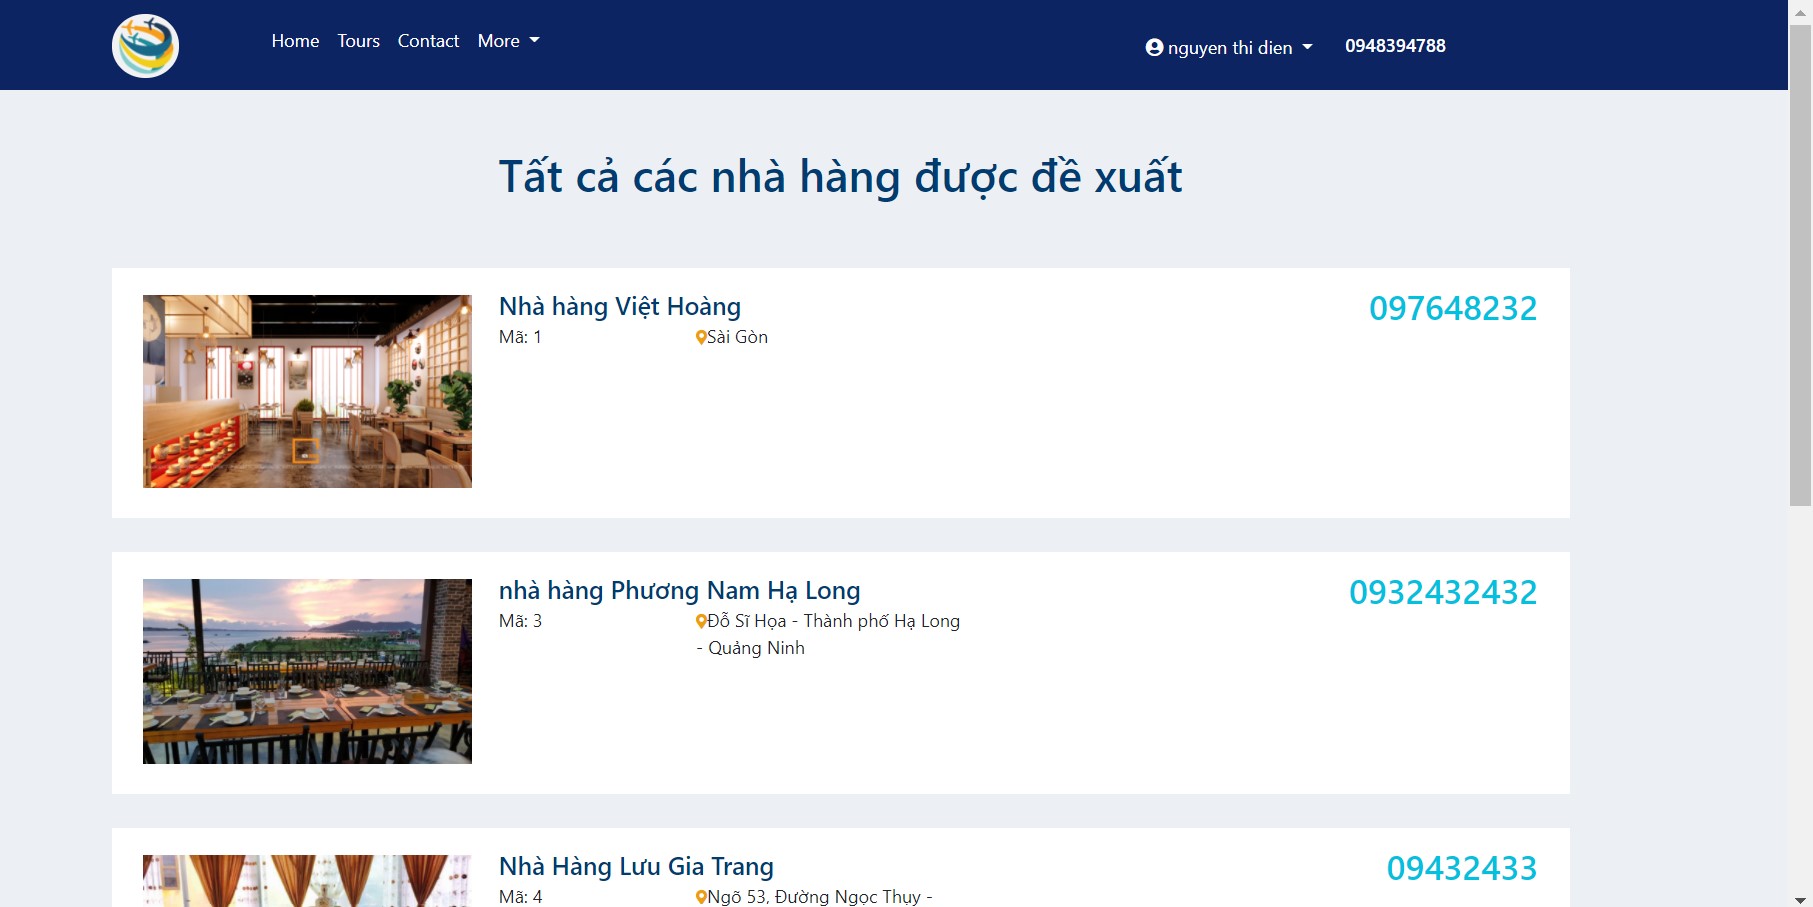 Home Tours Contact More
nguyen thi dien 0948394788
Tất cả các nhà hàng được đề xuất
Nhà hàng Việt Hoàng
097648232
Mã: 1
Sài Gòn
nhà hàng Phương Nam Hạ Long
0932432432
Mã: 3
Đỗ Sĩ Họa - Thành phố Hạ Long
- Quảng Ninh
Nhà Hàng Lưu Gia Trang
09432433
Mã: 4
Ngõ 53, Đường Ngọc Thụy -